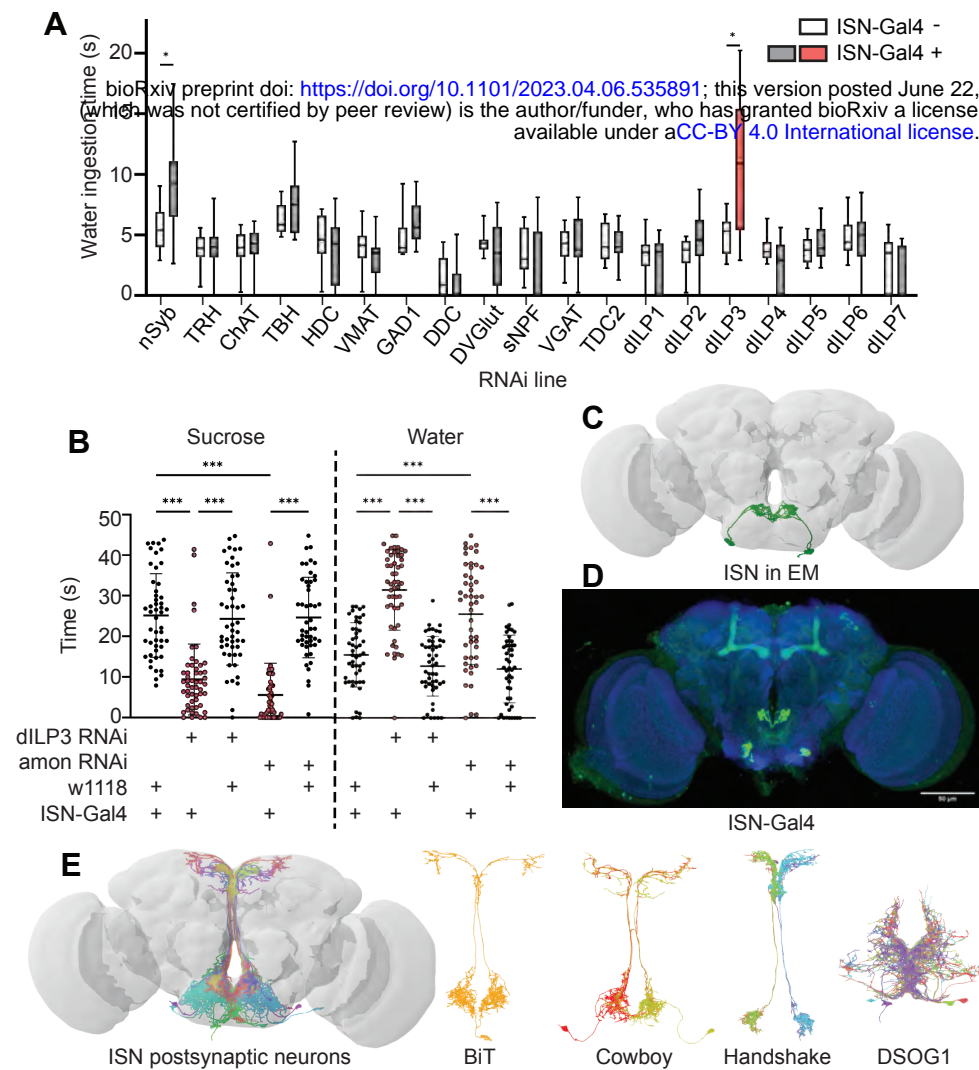 A
ISN-Gal4 -
ISN-Gal4 +
Water ingestion time (s)
20
15
10
5
0
*
*
bioRxiv preprint doi: https://doi.org/10.1101/2023.04.06.535891; this version posted June 22,
(which was not certified by peer review) is the author/funder, who has granted bioRxiv a license
available under aCC-BY 4.0 International license.
nSyb
TRH
ChAT
TBH
HDC
VMAT
GAD1
DDC
DVGlut
sNPF
VGAT
TDC2
dILP1
dILP2
dILP3
dILP4
dILP5
dILP6
dILP7
RNAi line
B
Sucrose
Water
***
***
***
***
***
***
***
***
***
Time (s)
50
40
30
20
10
0
dILP3 RNAi + + + +
amon RNAi + + + +
w1118 + + + + + +
ISN-Gal4 + + + + + +
C
ISN in EM
D
50 µm
ISN-Gal4
E
ISN postsynaptic neurons
BiT
Cowboy
Handshake
DSOG1